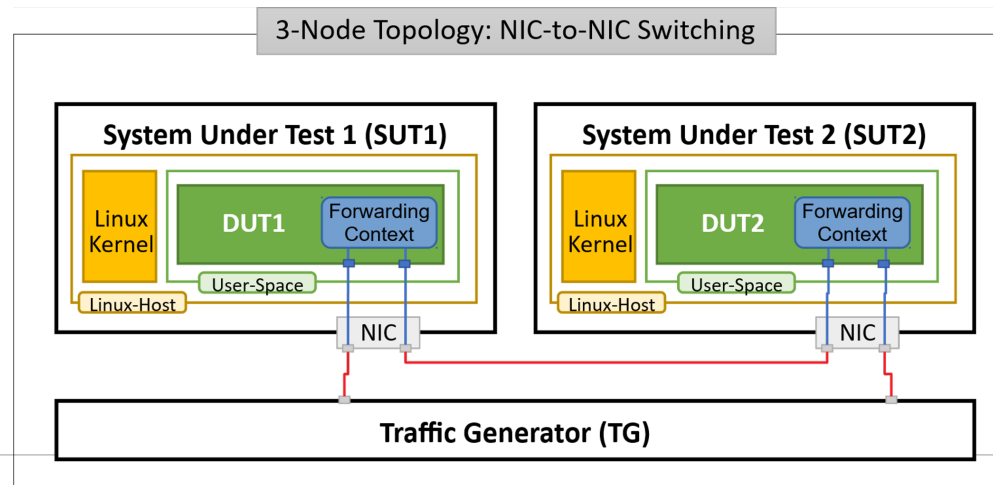 3-Node Topology: NIC-to-NIC Switching
System Under Test 1 (SUT1)
Linux
Kernel
DUT1
Forwarding
Context
User-Space
Linux-Host
NIC
System Under Test 2 (SUT2)
Linux
Kernel
DUT2
Forwarding
Context
User-Space
Linux-Host
NIC
Traffic Generator (TG)